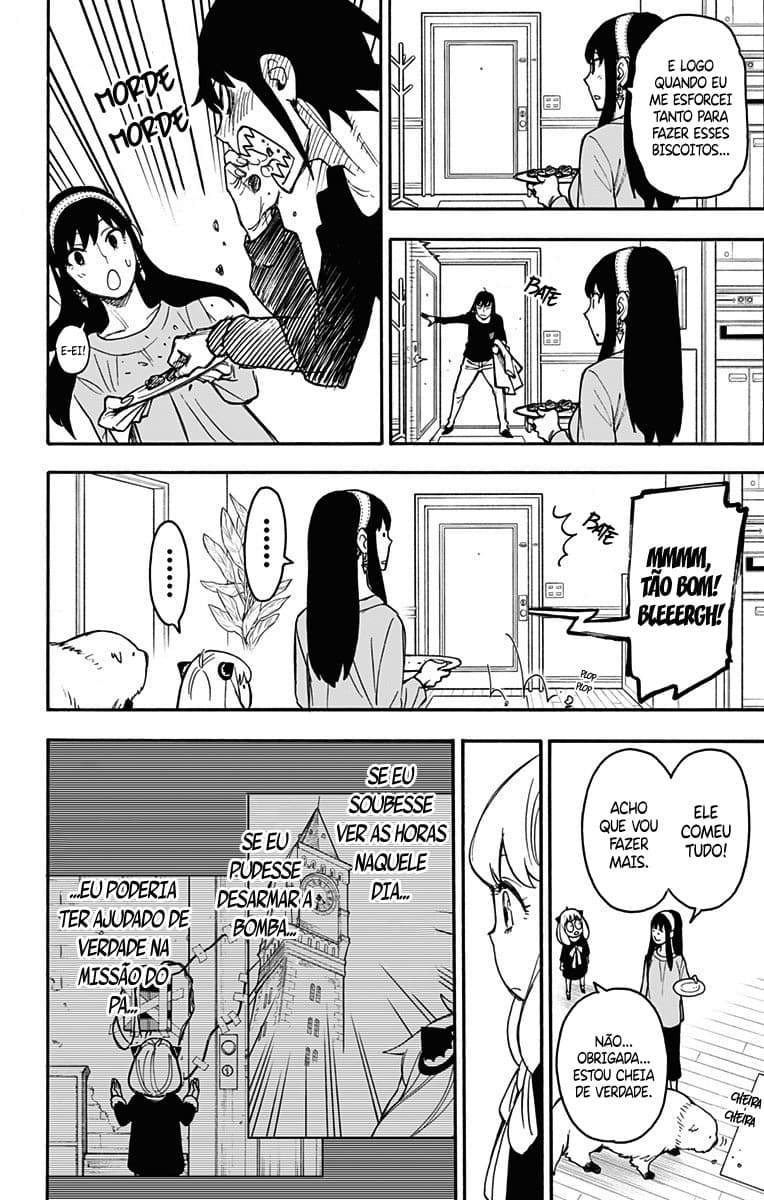 E LOGO
QUANDO EU
ME ESFORCEI
TANTO PARA
FAZER ESSES
BISCOITOS...
BATE
MORDE
MORDE!
E-EI!
MMMM,
TÃO BOM!
BLEEERGH!
BATE
PLOP
PLOP
......
......
ELE
COMEU
TUDO!
ACHO
QUE VOU
FAZER
MAIS.
NÃO...
OBRIGADA...
ESTOU CHEIA
DE VERDADE.
CHEIRA
CHEIRA
SE EU
SOUBESSE
VER AS HORAS
NAQUELE
DIA...
SE EU
PUDESSE
DESARMAR A
BOMBA...
...EU PODERIA
TER AJUDADO DE
VERDADE NA
MISSÃO DO
PA...